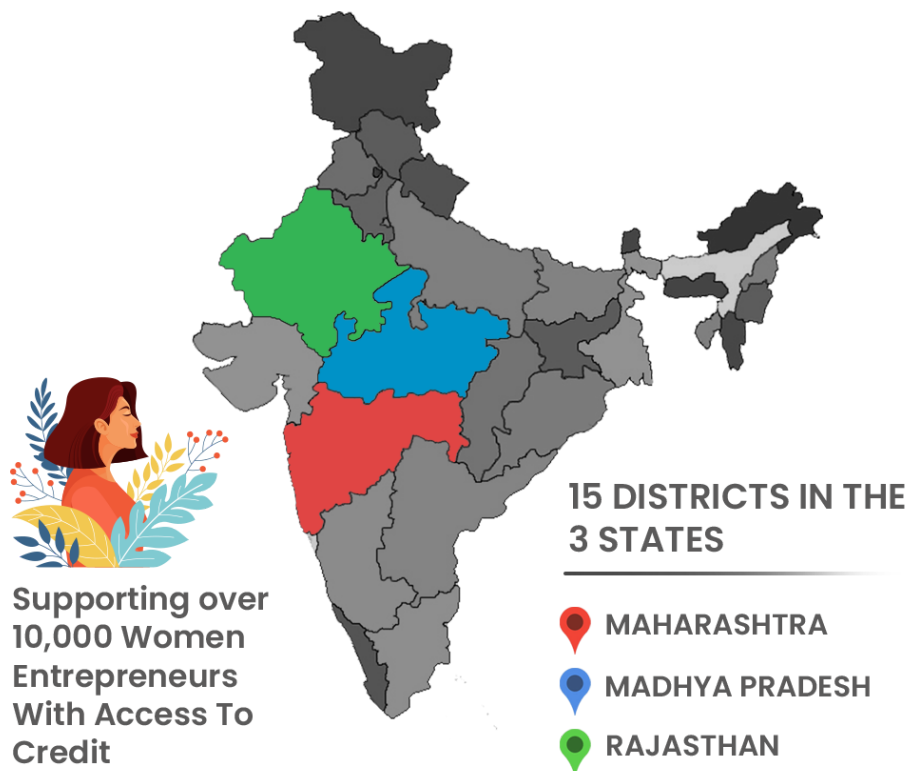 15 DISTRICTS IN THE
3 STATES
MAHARASHTRA
MADHYA PRADESH
RAJASTHAN
Supporting over
10,000 Women
Entrepreneurs
With Access To
Credit